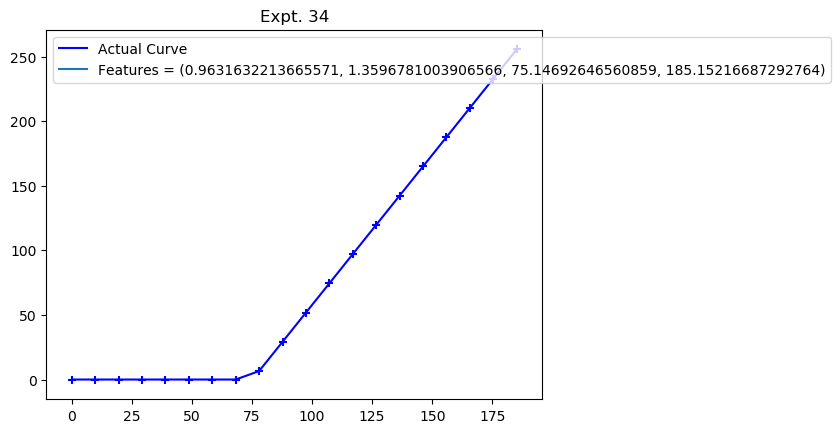 Expt. 34
Actual Curve
Features = (0.9631632213665571, 1.3596781003906566, 75.14692646560859, 185.15216687292764)
250
200
150
100
50
0
0 25 50 75 100 125 150 175